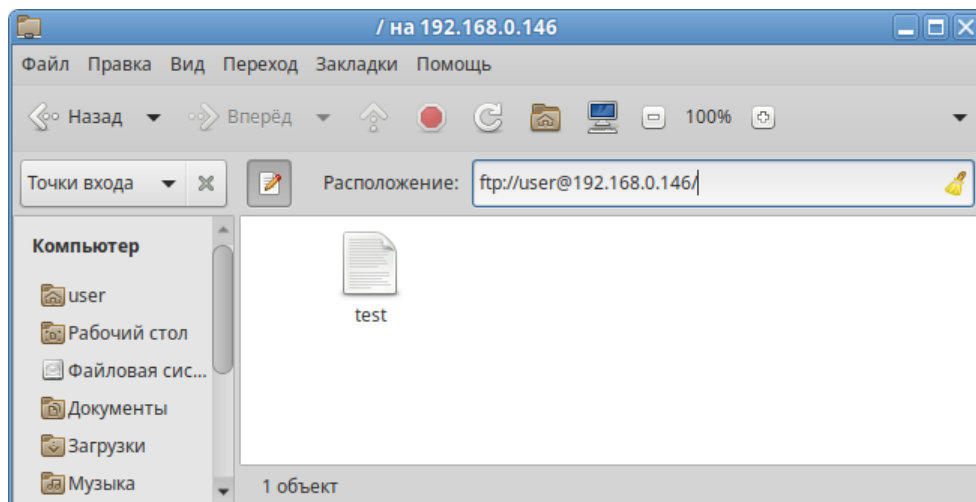 / на 192.168.0.146
Файл Правка Вид Переход Закладки Помощь
Назад Вперёд 100%
Точки входа Расположение: ftp://user@192.168.0.146/
Компьютер
user
Рабочий стол
Файловая сис...
Документы
Загрузки
Музыка
test
1 объект